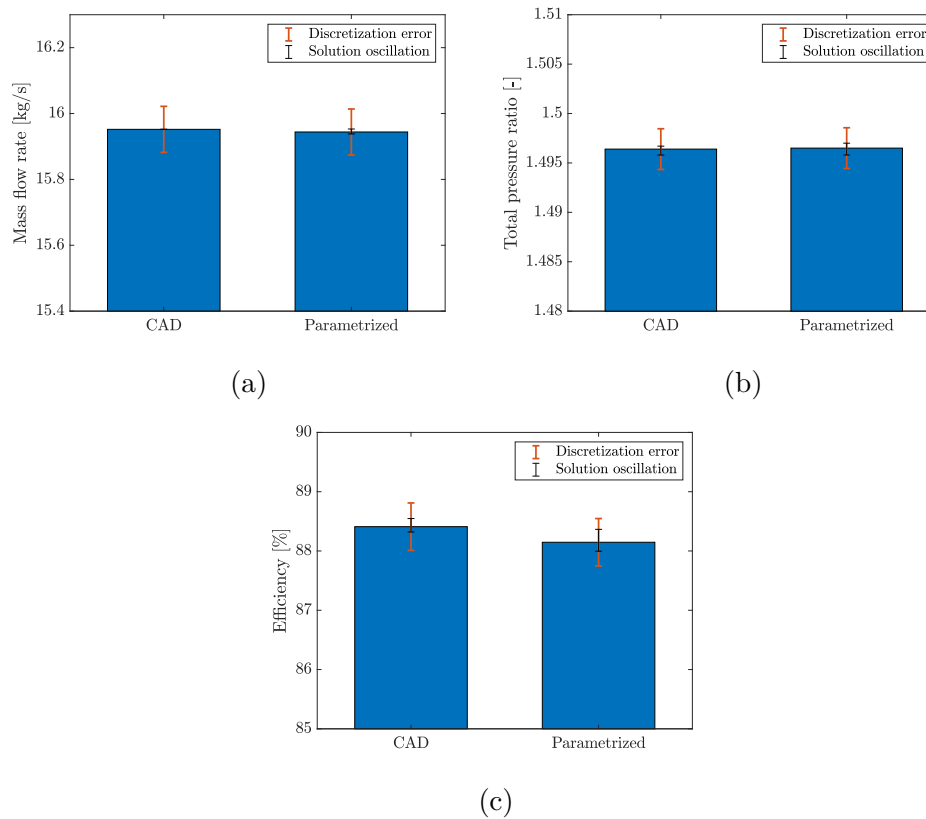 Mass flow rate [kg/s]
16.2
16
15.8
15.6
15.4
Discretization error
Solution oscillation
CAD
Parametrized
(a)
Total pressure ratio [-]
1.51
1.505
1.5
1.495
1.49
1.485
1.48
Discretization error
Solution oscillation
CAD
Parametrized
(b)
Efficiency [%]
90
89
88
87
86
85
Discretization error
Solution oscillation
CAD
Parametrized
(c)